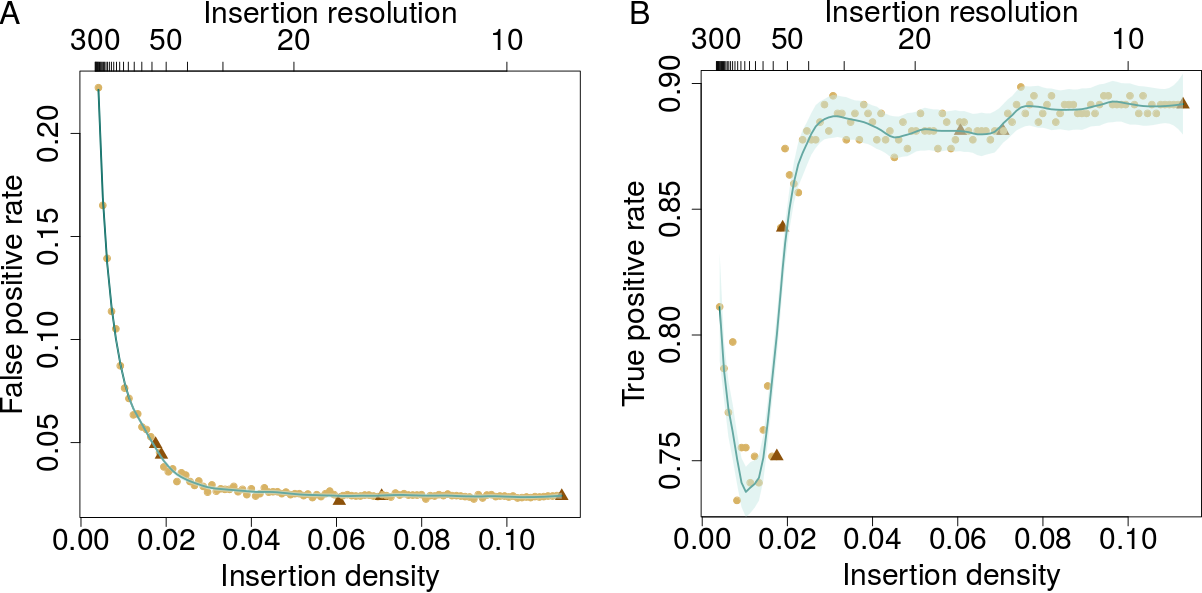 A
Insertion resolution
300 50 20 10
False positive rate
0.20
0.15
0.10
0.05
0.00 0.02 0.04 0.06 0.08 0.10
Insertion density
B
Insertion resolution
300 50 20 10
True positive rate
0.90
0.85
0.80
0.75
0.00 0.02 0.04 0.06 0.08 0.10
Insertion density